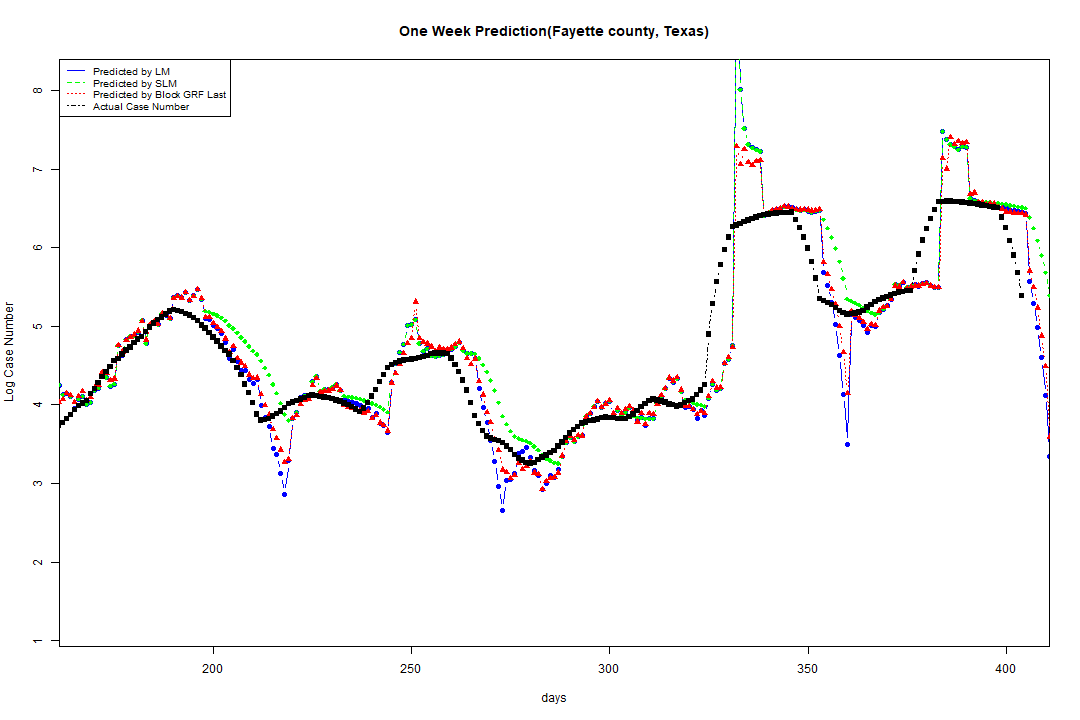 One Week Prediction(Fayette county, Texas)
Predicted by LM
Predicted by SLM
Predicted by Block GRF Last
Actual Case Number
Log Case Number
8
7
6
5
4
3
2
1
200 250 300 350 400
days